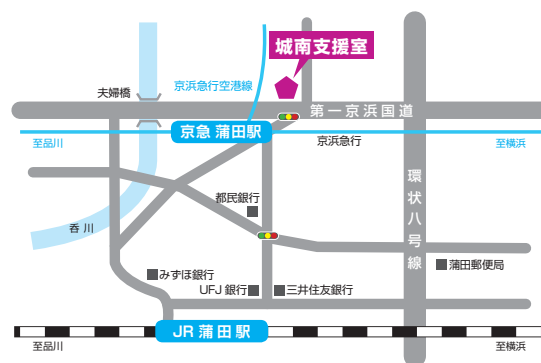 城南支援室
夫婦橋
京浜急行空港線
第一京浜国道
京急 蒲田駅
至品川
京浜急行
至横浜
環状八号線
都民銀行
呑川
蒲田郵便局
みずほ銀行
UFJ 銀行
三井住友銀行
JR 蒲田駅
至品川
至横浜